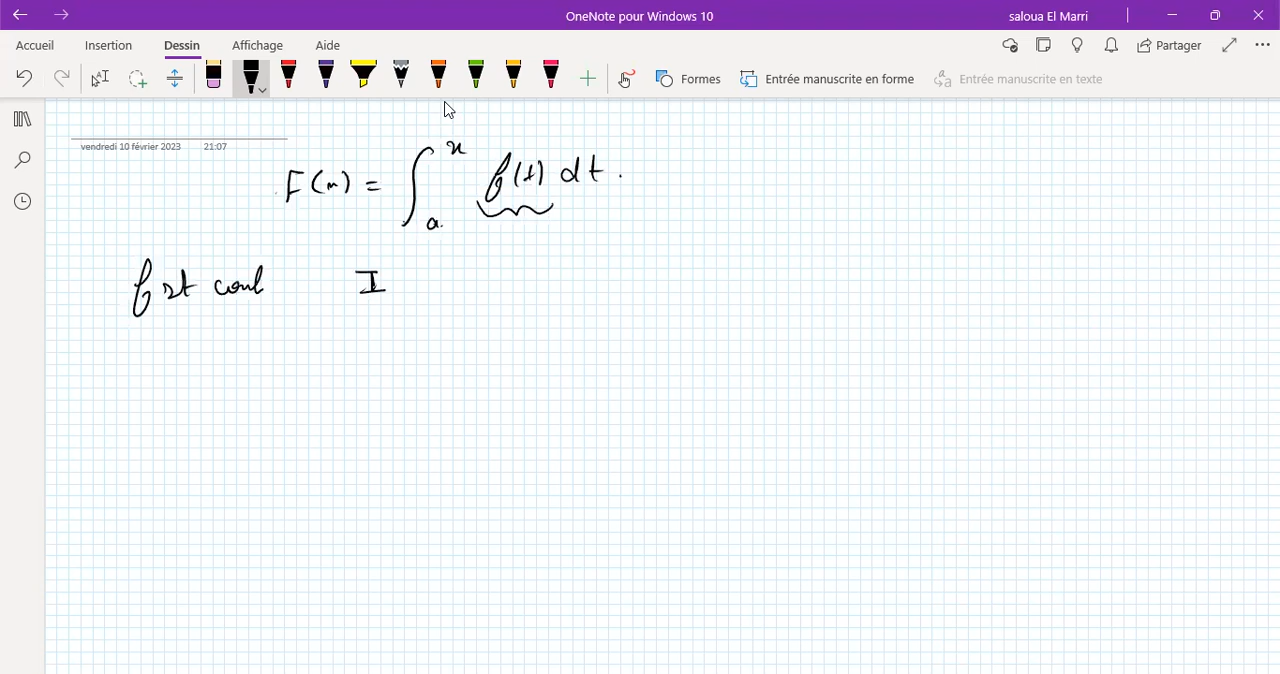 OneNote pour Windows 10
saloua El Marri
Accueil Insertion Dessin Affichage Aide
Partager
Formes Entrée manuscrite en forme Entrée manuscrite en texte
vendredi 10 février 2023 21:07
F(x) = ∫_a^x f(t) dt.
f est cont I